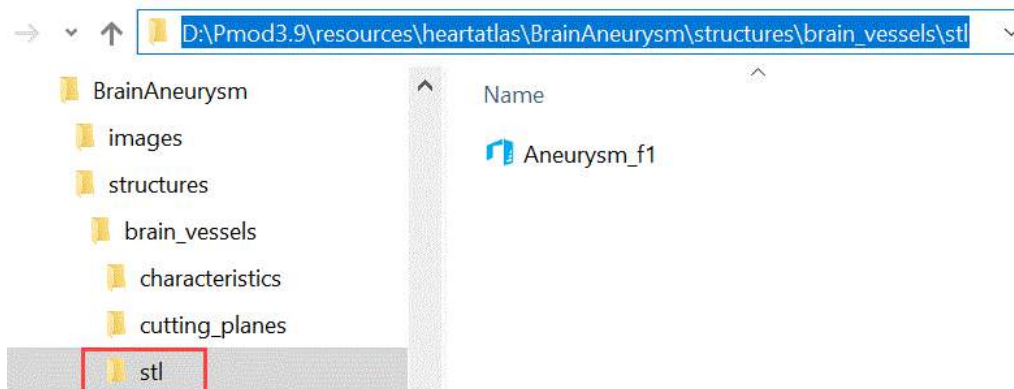 D:\Pmod3.9\resources\heartatlas\BrainAneurysm\structures\brain_vessels\stl
BrainAneurysm
images
structures
brain_vessels
characteristics
cutting_planes
stl
Name
Aneurysm_f1